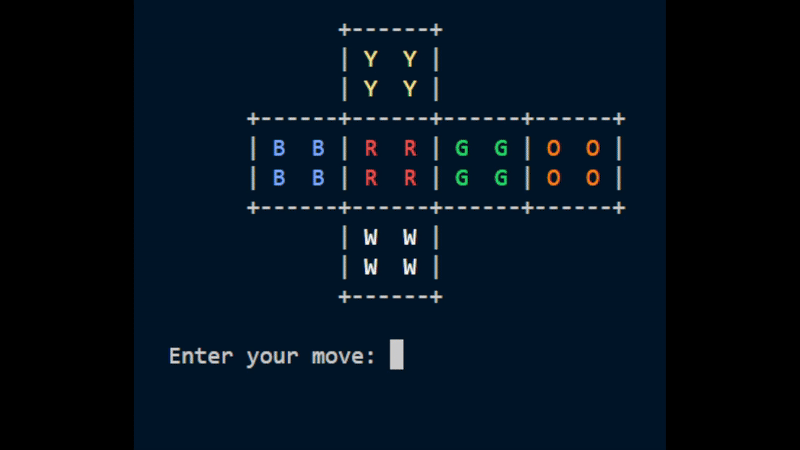 +------+
| Y  Y |
| Y  Y |
+------+------+------+------+
| B  B | R  R | G  G | O  O |
| B  B | R  R | G  G | O  O |
+------+------+------+------+
| W  W |
| W  W |
+------+
Enter your move: